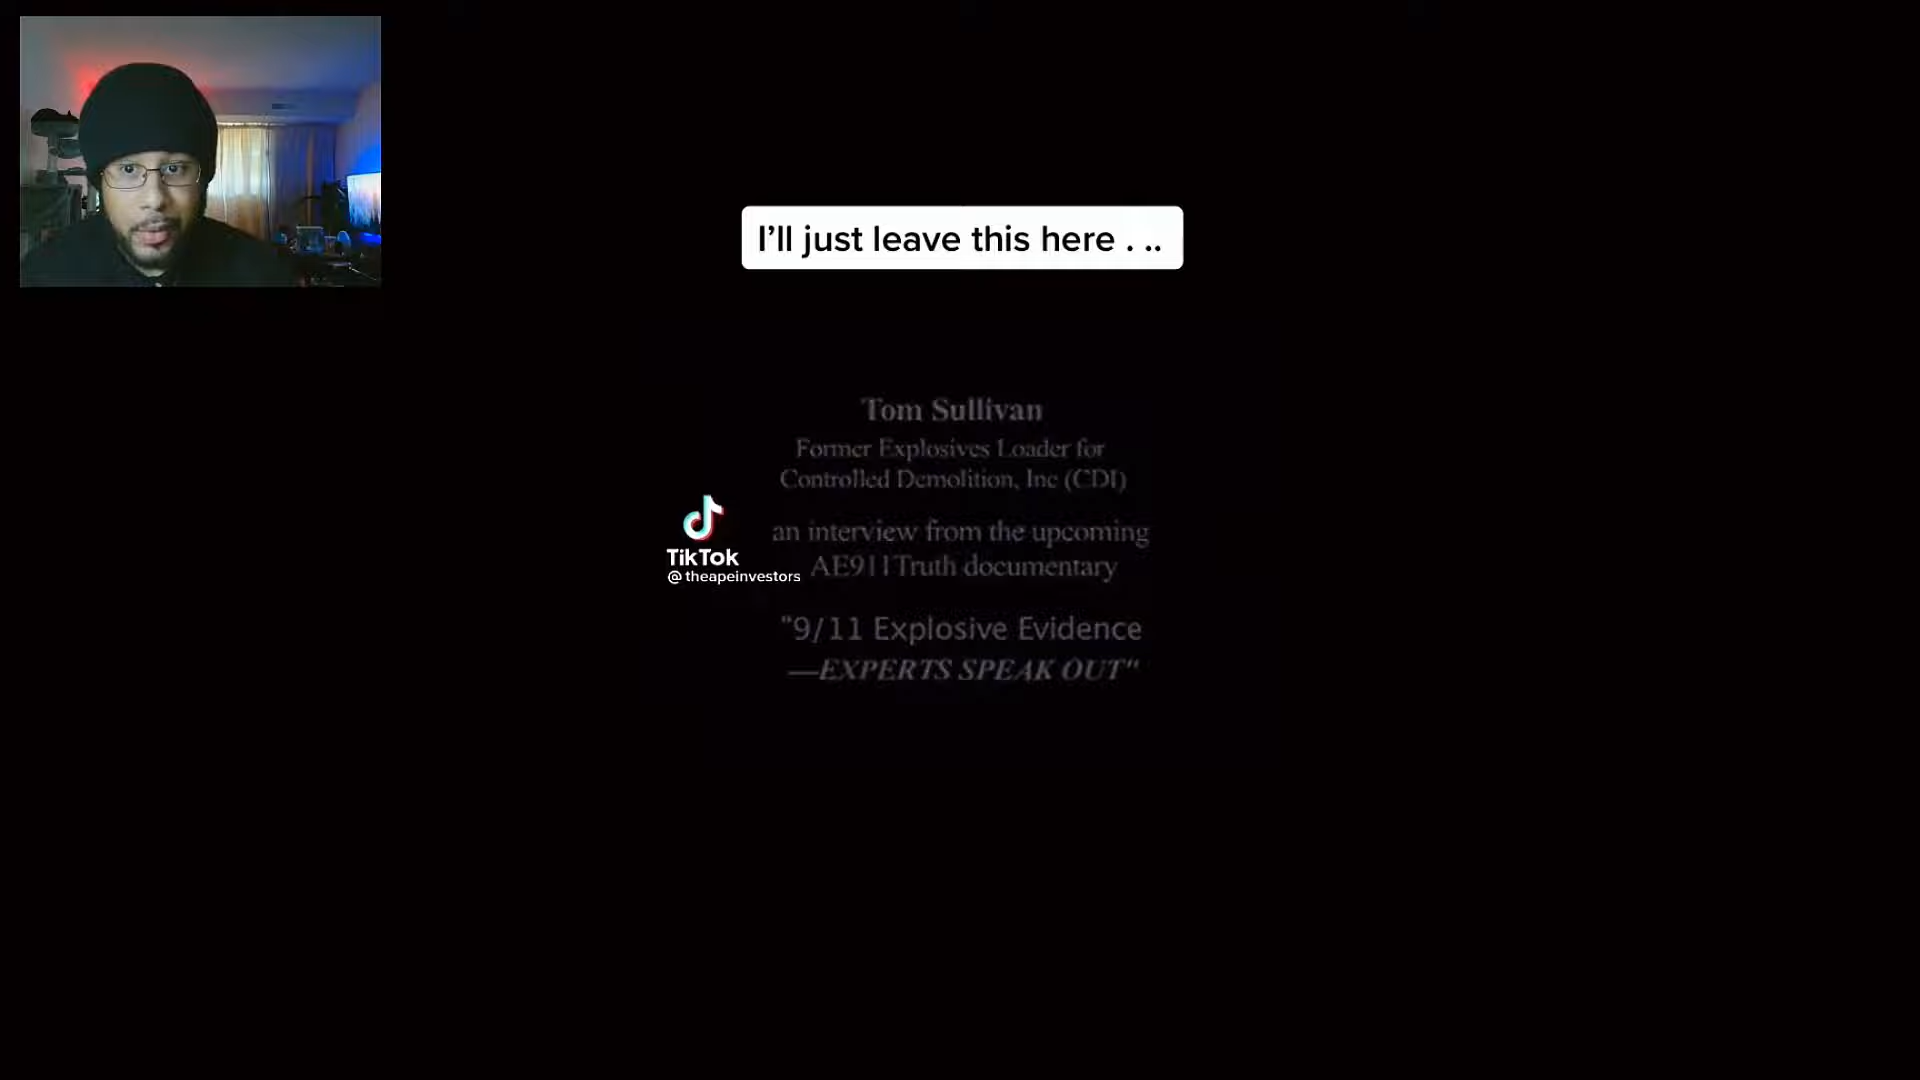 I’ll just leave this here . ..
Tom Sullivan
Former Explosives Loader for
Controlled Demolition, Inc (CDI)
an interview from the upcoming
AE911Truth documentary
"9/11 Explosive Evidence
—EXPERTS SPEAK OUT"
TikTok
@theapeinvestors